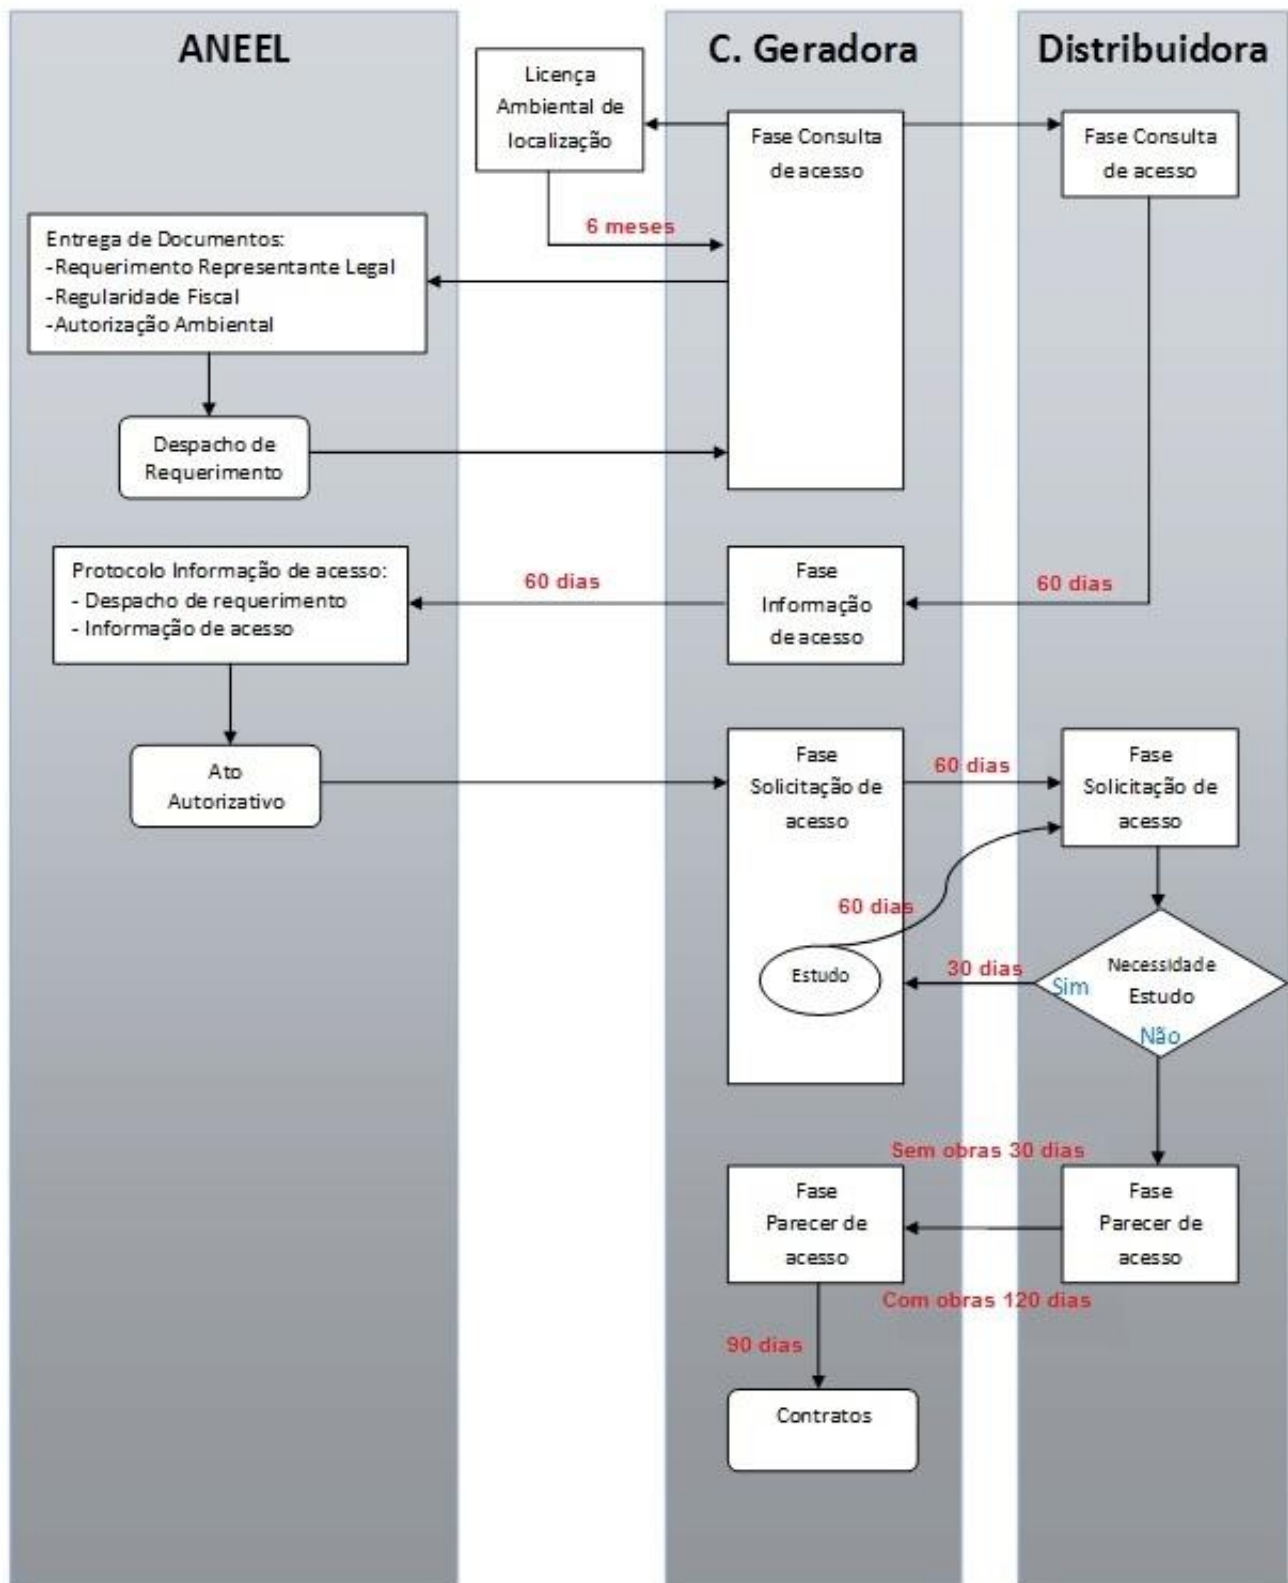 ANEEL
C. Geradora
Distribuidora
Licença
Ambiental de
localização
Fase Consulta
de acesso
Fase Consulta
de acesso
6 meses
Entrega de Documentos:
-Requerimento Representante Legal
-Regularidade Fiscal
-Autorização Ambiental
Despacho de
Requerimento
Protocolo Informação de acesso:
- Despacho de requerimento
- Informação de acesso
60 dias
Fase
Informação
de acesso
60 dias
Ato
Autorizativo
Fase
Solicitação de
acesso
60 dias
Fase
Solicitação de
acesso
60 dias
Estudo
30 dias
Necessidade
Estudo
Sim
Não
Sem obras 30 dias
Fase
Parecer de
acesso
Fase
Parecer de
acesso
Com obras 120 dias
90 dias
Contratos